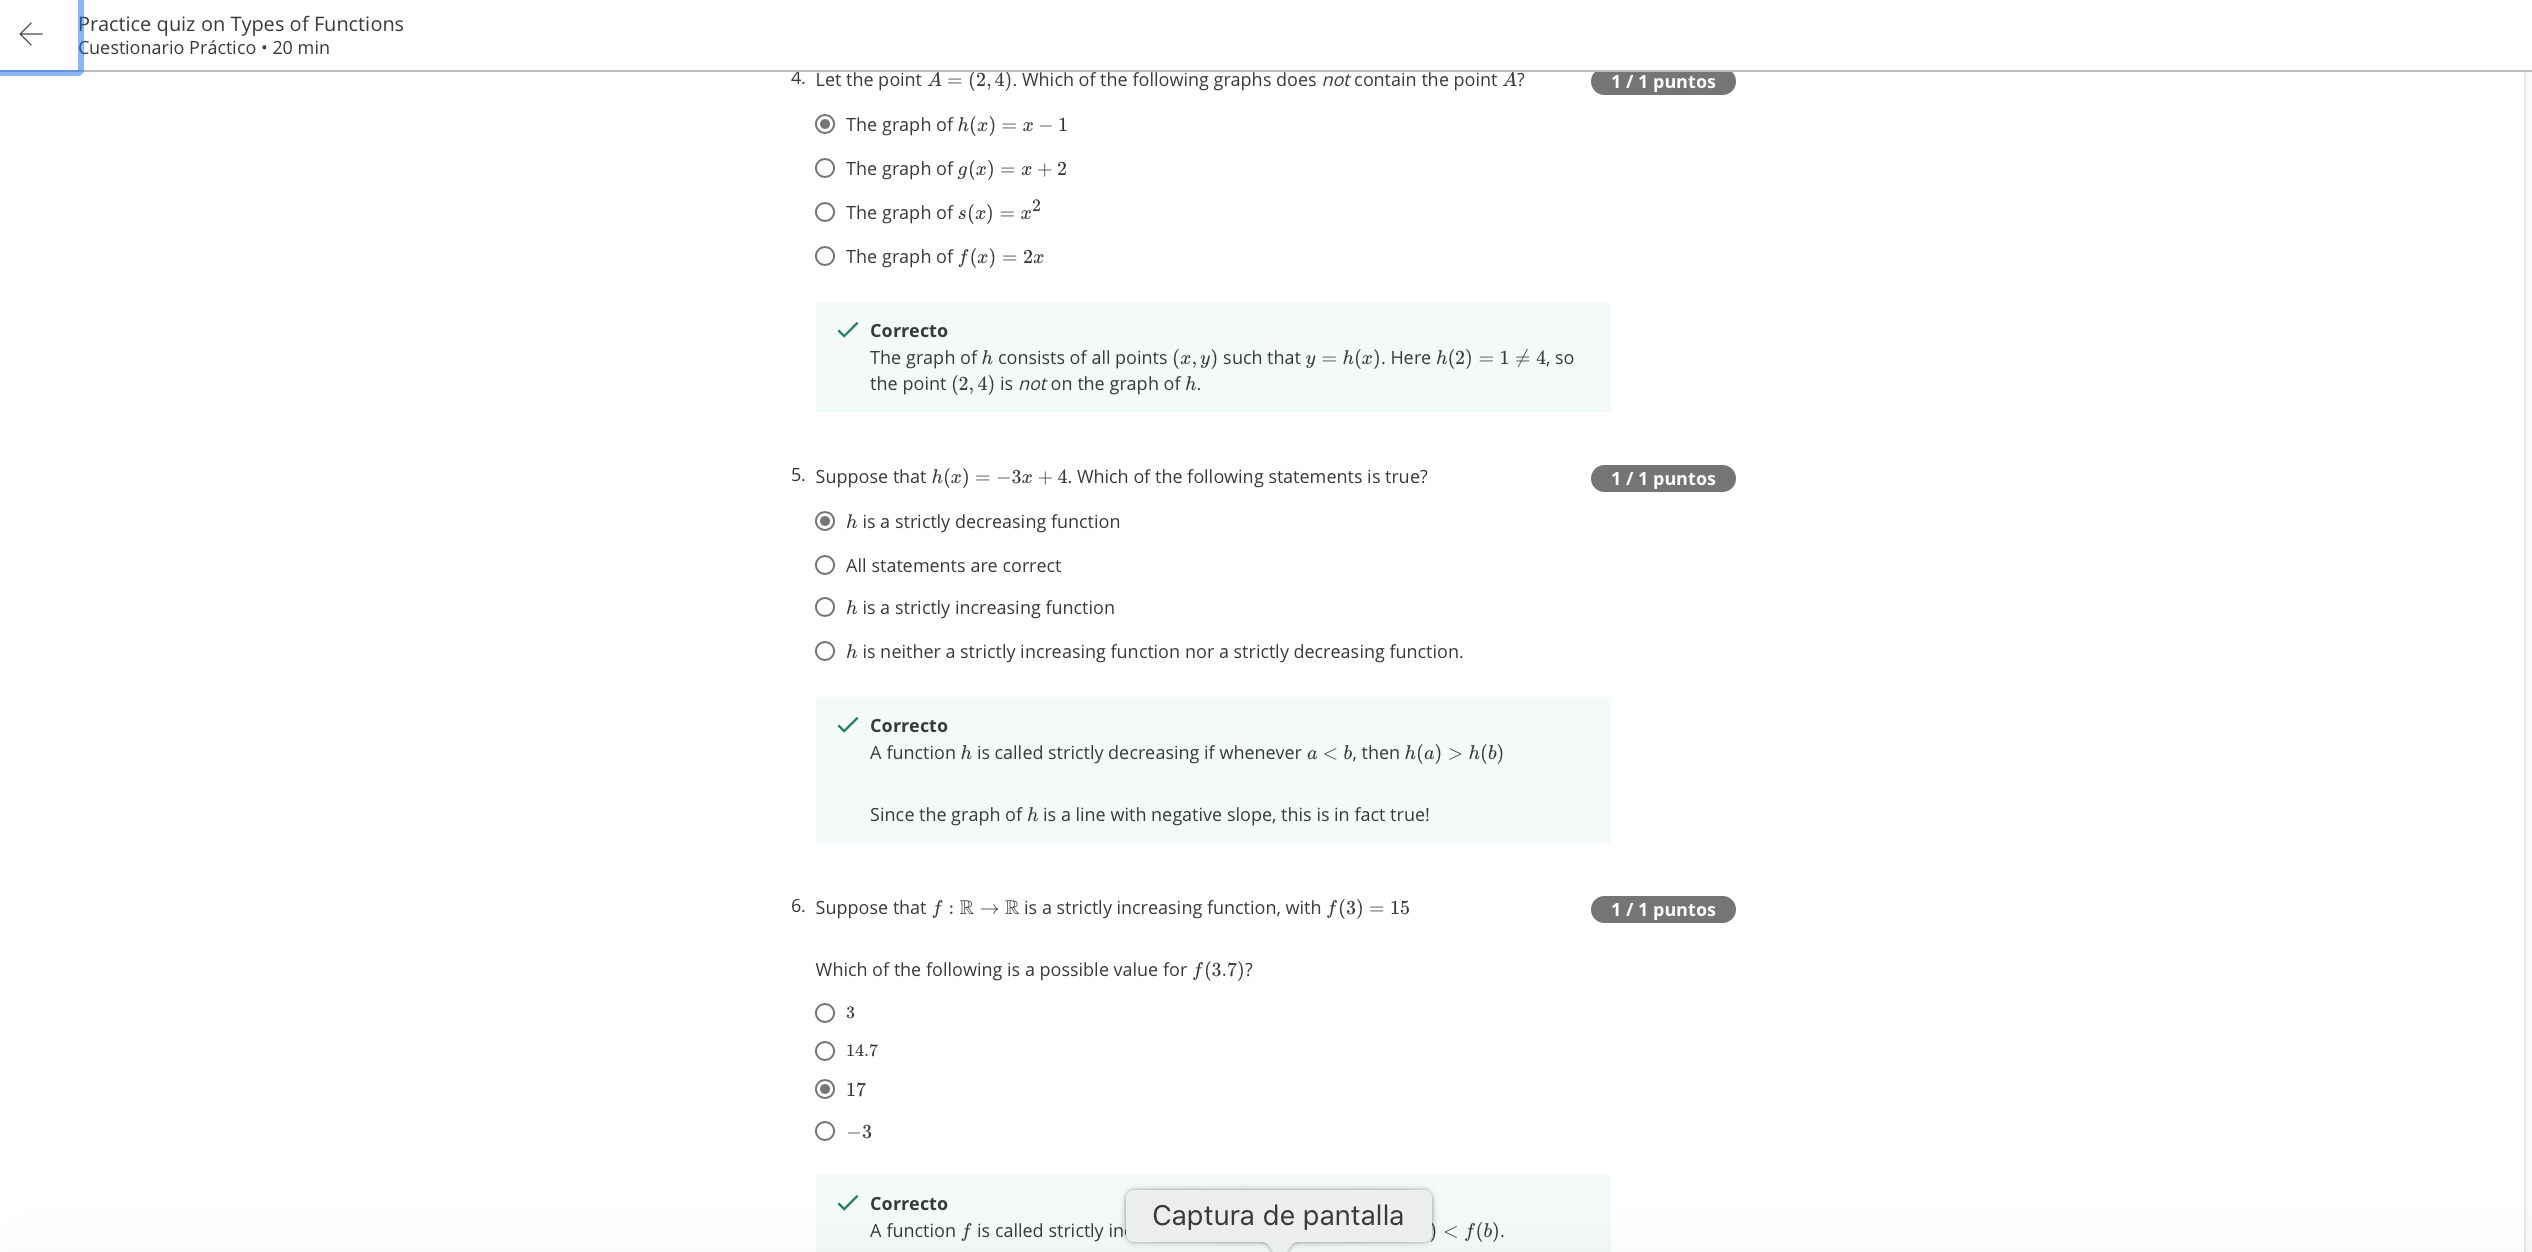 Practice quiz on Types of Functions
Cuestionario Práctico • 20 min
4. Let the point A = (2, 4). Which of the following graphs does not contain the point A?
1 / 1 puntos
The graph of h(x) = x − 1
The graph of g(x) = x + 2
The graph of s(x) = x²
The graph of f(x) = 2x
Correcto
The graph of h consists of all points (x, y) such that y = h(x). Here h(2) = 1 ≠ 4, so
the point (2, 4) is not on the graph of h.
5. Suppose that h(x) = −3x + 4. Which of the following statements is true?
1 / 1 puntos
h is a strictly decreasing function
All statements are correct
h is a strictly increasing function
h is neither a strictly increasing function nor a strictly decreasing function.
Correcto
A function h is called strictly decreasing if whenever a < b, then h(a) > h(b)
Since the graph of h is a line with negative slope, this is in fact true!
6. Suppose that f : ℝ → ℝ is a strictly increasing function, with f(3) = 15
1 / 1 puntos
Which of the following is a possible value for f(3.7)?
3
14.7
17
−3
Correcto
A function f is called strictly ) < f(b).
Captura de pantalla